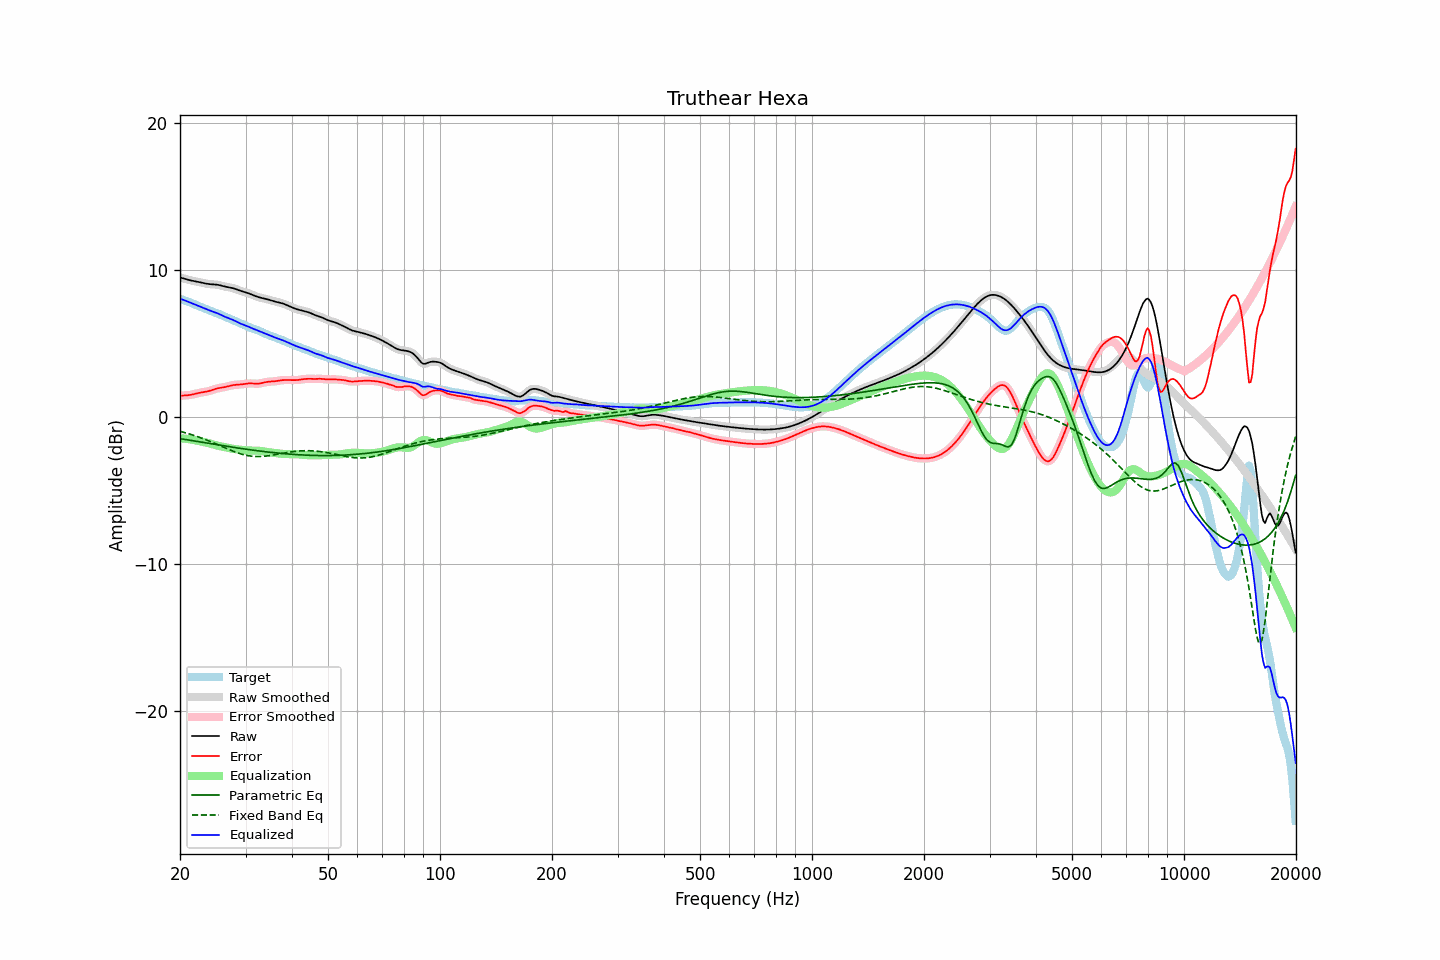 Truthear Hexa
20
10
0
−10
−20
Amplitude (dBr)
Target
Raw Smoothed
Error Smoothed
Raw
Error
Equalization
Parametric Eq
Fixed Band Eq
Equalized
20 50 100 200 500 1000 2000 5000 10000 20000
Frequency (Hz)